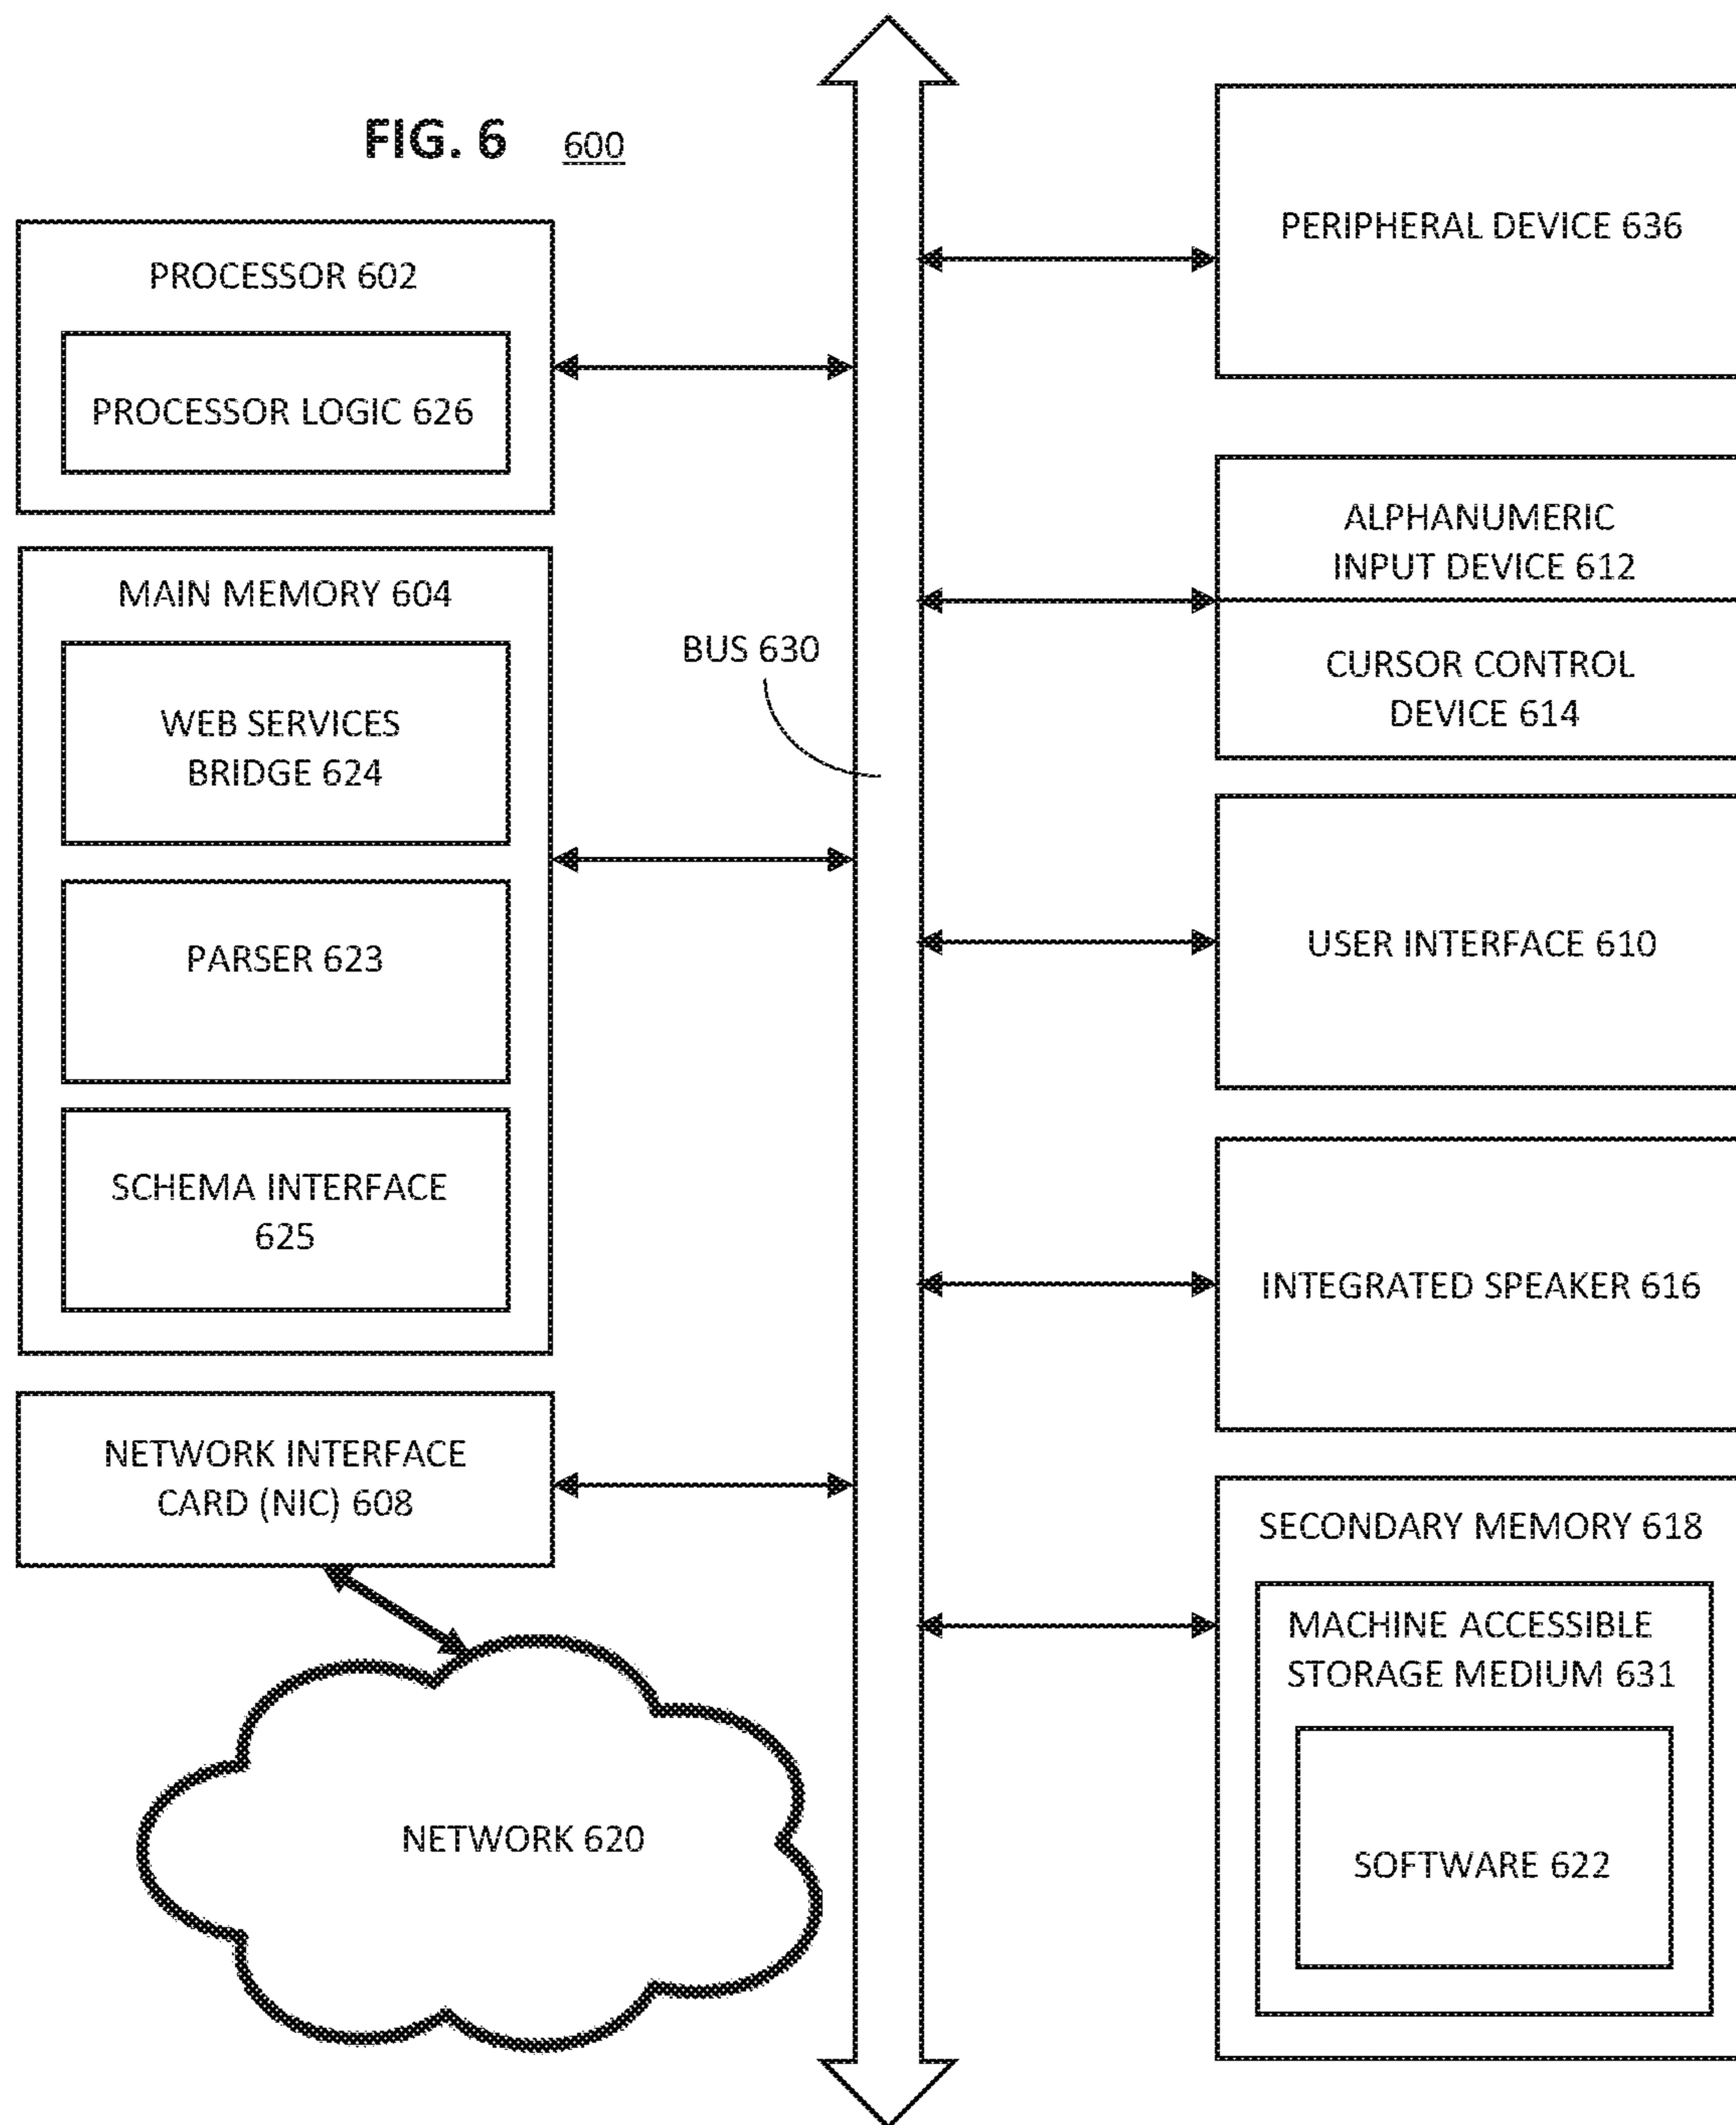 FIG. 6 600
PROCESSOR 602
PROCESSOR LOGIC 626
MAIN MEMORY 604
WEB SERVICES
BRIDGE 624
PARSER 623
SCHEMA INTERFACE
625
NETWORK INTERFACE
CARD (NIC) 608
NETWORK 620
BUS 630
PERIPHERAL DEVICE 636
ALPHANUMERIC
INPUT DEVICE 612
CURSOR CONTROL
DEVICE 614
USER INTERFACE 610
INTEGRATED SPEAKER 616
SECONDARY MEMORY 618
MACHINE ACCESSIBLE
STORAGE MEDIUM 631
SOFTWARE 622